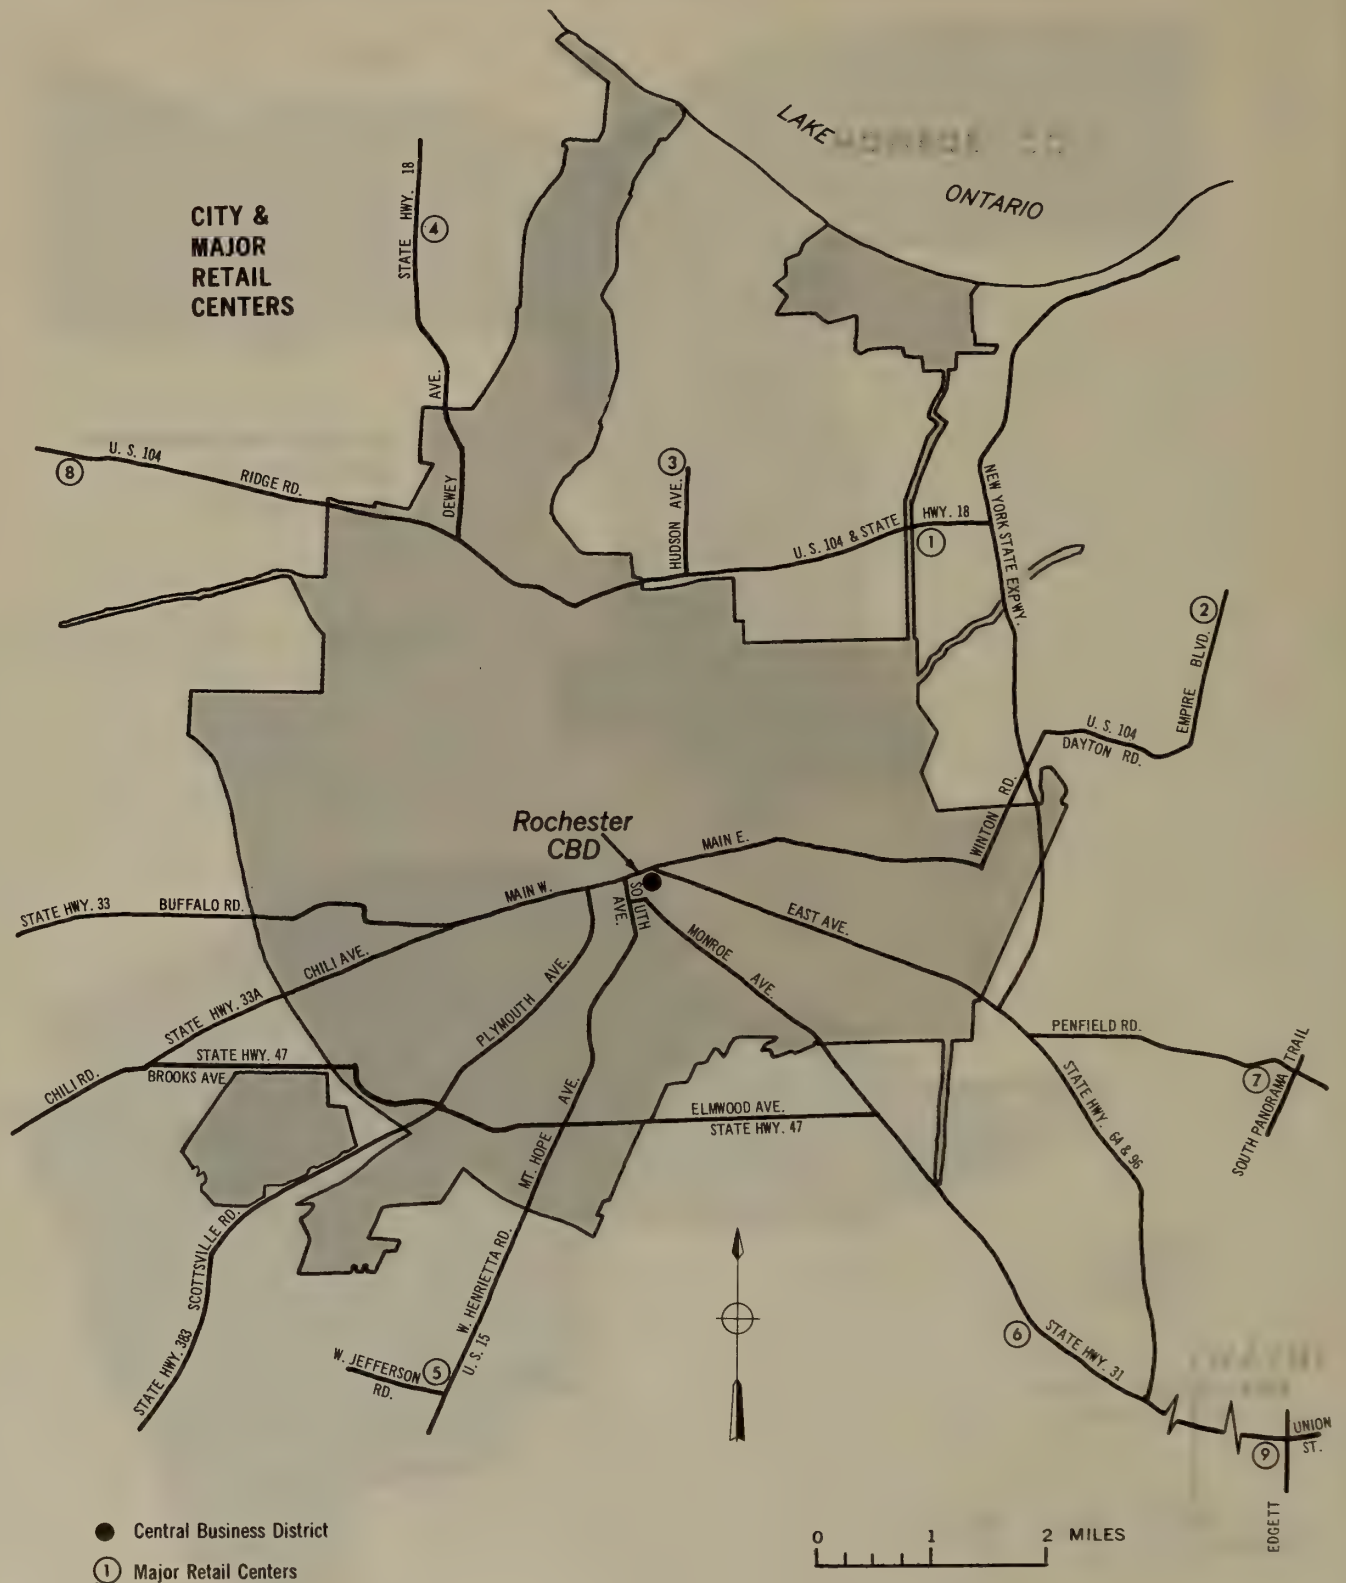 LAKE
ONTARIO
CITY &
MAJOR
RETAIL
CENTERS
STATE HWY. 18
4
AVE.
DEWEY
8
U. S. 104
RIDGE RD.
3
HUDSON AVE.
U. S. 104 & STATE HWY. 18
1
NEW YORK STATE EXPWY.
2
EMPIRE BLVD.
U. S. 104
DAYTON RD.
WINTON RD.
Rochester
CBD
MAIN E.
MAIN W.
SOUTH
AVE.
STATE HWY. 33
BUFFALO RD.
CHILI AVE.
STATE HWY. 33A
EAST AVE.
MONROE AVE.
PLYMOUTH AVE.
CHILI RD.
STATE HWY. 47
BROOKS AVE.
PENFIELD RD.
7
SOUTH PANORAMA TRAIL
ELMWOOD AVE.
STATE HWY. 47
MT. HOPE AVE.
STATE HWY. 64 & 96
SCOTTSVILLE RD.
STATE HWY. 383
W. HENRIETTA RD.
U. S. 15
W. JEFFERSON
RD.
5
6
STATE HWY. 31
9
UNION
ST.
EDGETT
Central Business District
1 Major Retail Centers
0 1 2 MILES